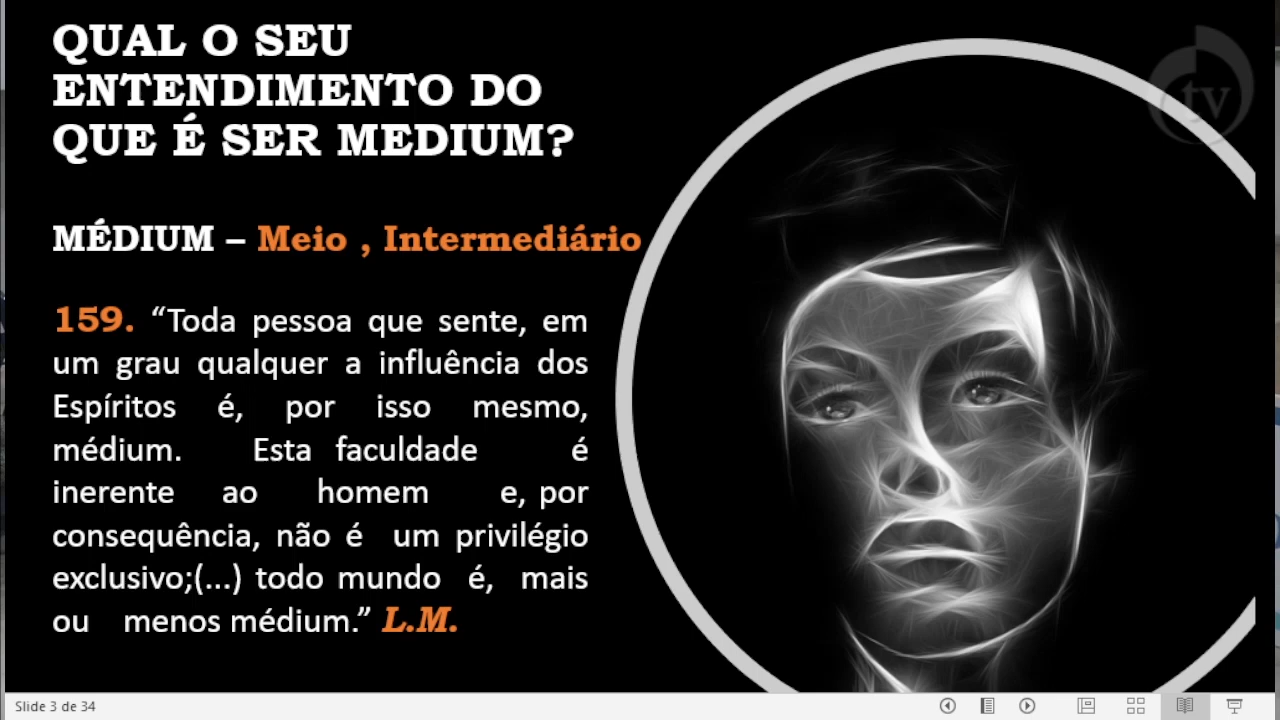 QUAL O SEU
ENTENDIMENTO DO
QUE É SER MEDIUM?
MÉDIUM – Meio , Intermediário
159. “Toda pessoa que sente, em
um grau qualquer a influência dos
Espíritos é, por isso mesmo,
médium. Esta faculdade é
inerente ao homem e, por
consequência, não é um privilégio
exclusivo;(...) todo mundo é, mais
ou menos médium.” L.M.
tv
Slide 3 de 34